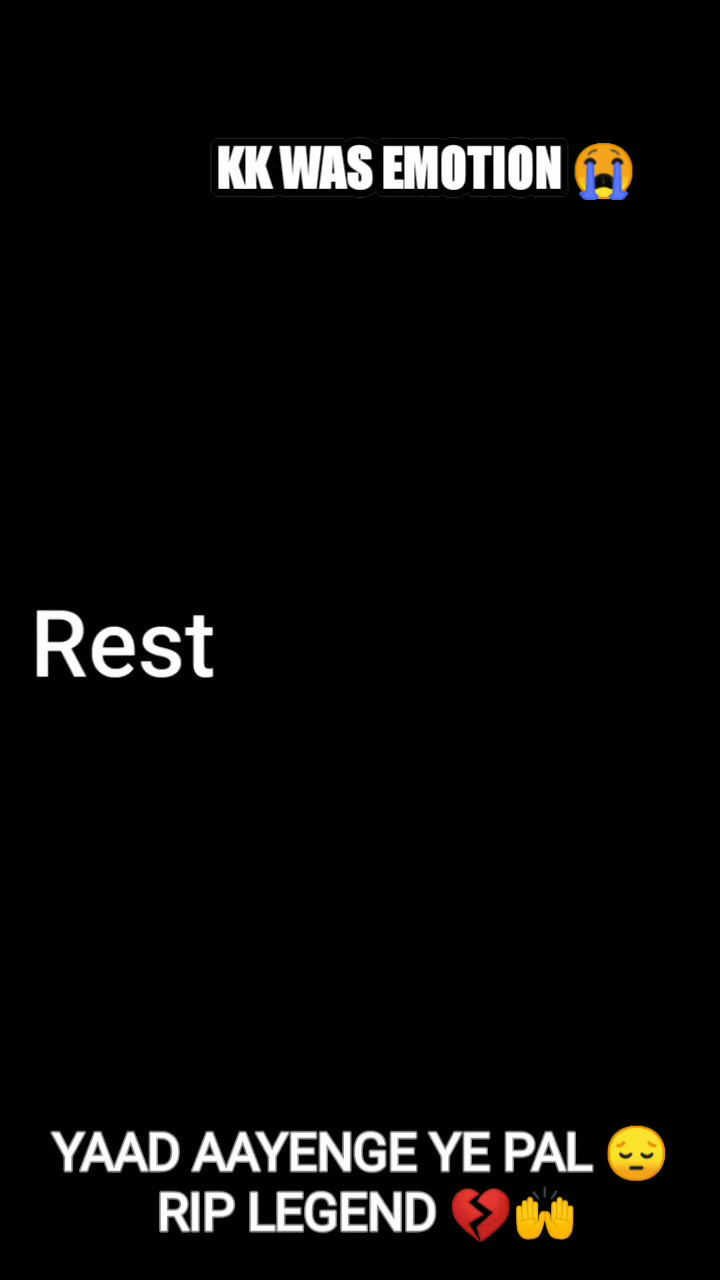 KK WAS EMOTION 😭
Rest
YAAD AAYENGE YE PAL 😔
RIP LEGEND 💔🙌